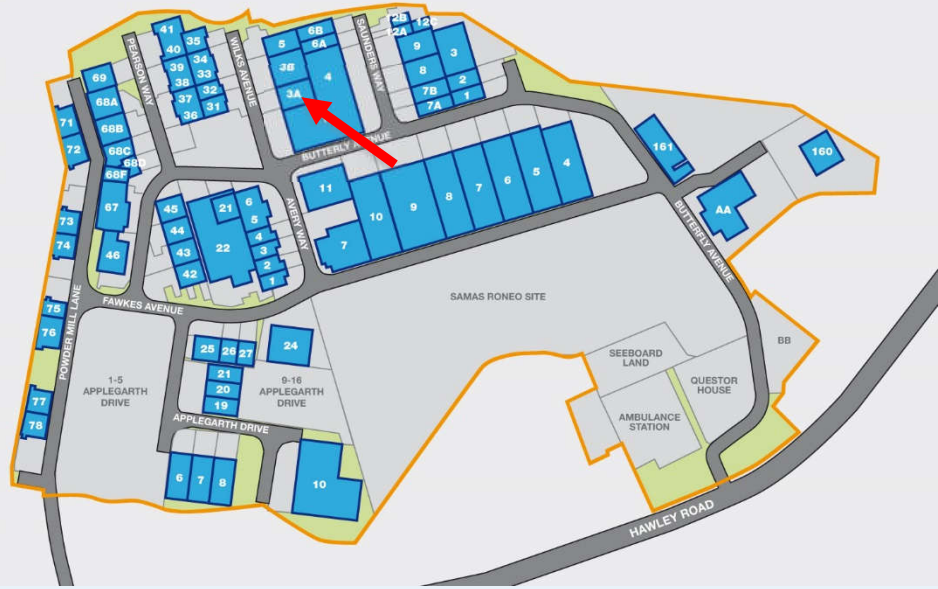 41
35
40
34
39
33
38
32
37
31
36
PEARSON WAY
WILKS AVENUE
5
6B
6A
3B
4
3A
SAUNDERS WAY
12B
12C
12A
9
3
8
2
7B
1
7A
69
68A
71
68B
72
68C
68D
68F
67
73
74
46
BUTTERLY AVENUE
11
10
9
8
7
6
5
4
7
161
160
AA
BUTTERFLY AVENUE
45
44
43
42
21
6
5
22
4
3
2
1
AVERY WAY
FAWKES AVENUE
POWDER MILL LANE
75
76
77
78
SAMAS RONEO SITE
BB
SEEBOARD
LAND
QUESTOR
HOUSE
AMBULANCE
STATION
1-5
APPLEGARTH
DRIVE
25
26
27
24
21
20
19
9-16
APPLEGARTH
DRIVE
APPLEGARTH DRIVE
6
7
8
10
HAWLEY ROAD